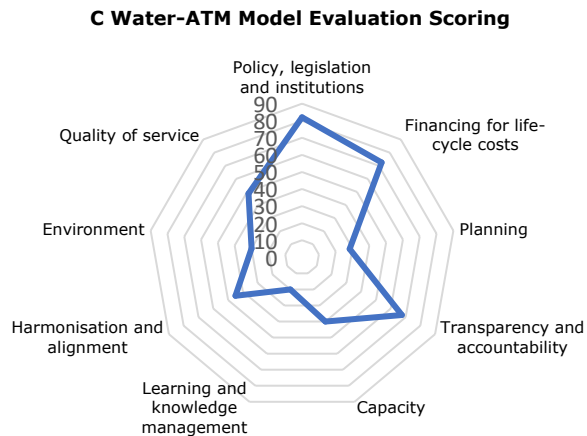 C Water-ATM Model Evaluation Scoring
Policy, legislation
and institutions
90
80
70
60
50
40
30
20
10
0
Financing for life-
cycle costs
Planning
Transparency and
accountability
Capacity
Learning and
knowledge
management
Harmonisation and
alignment
Environment
Quality of service